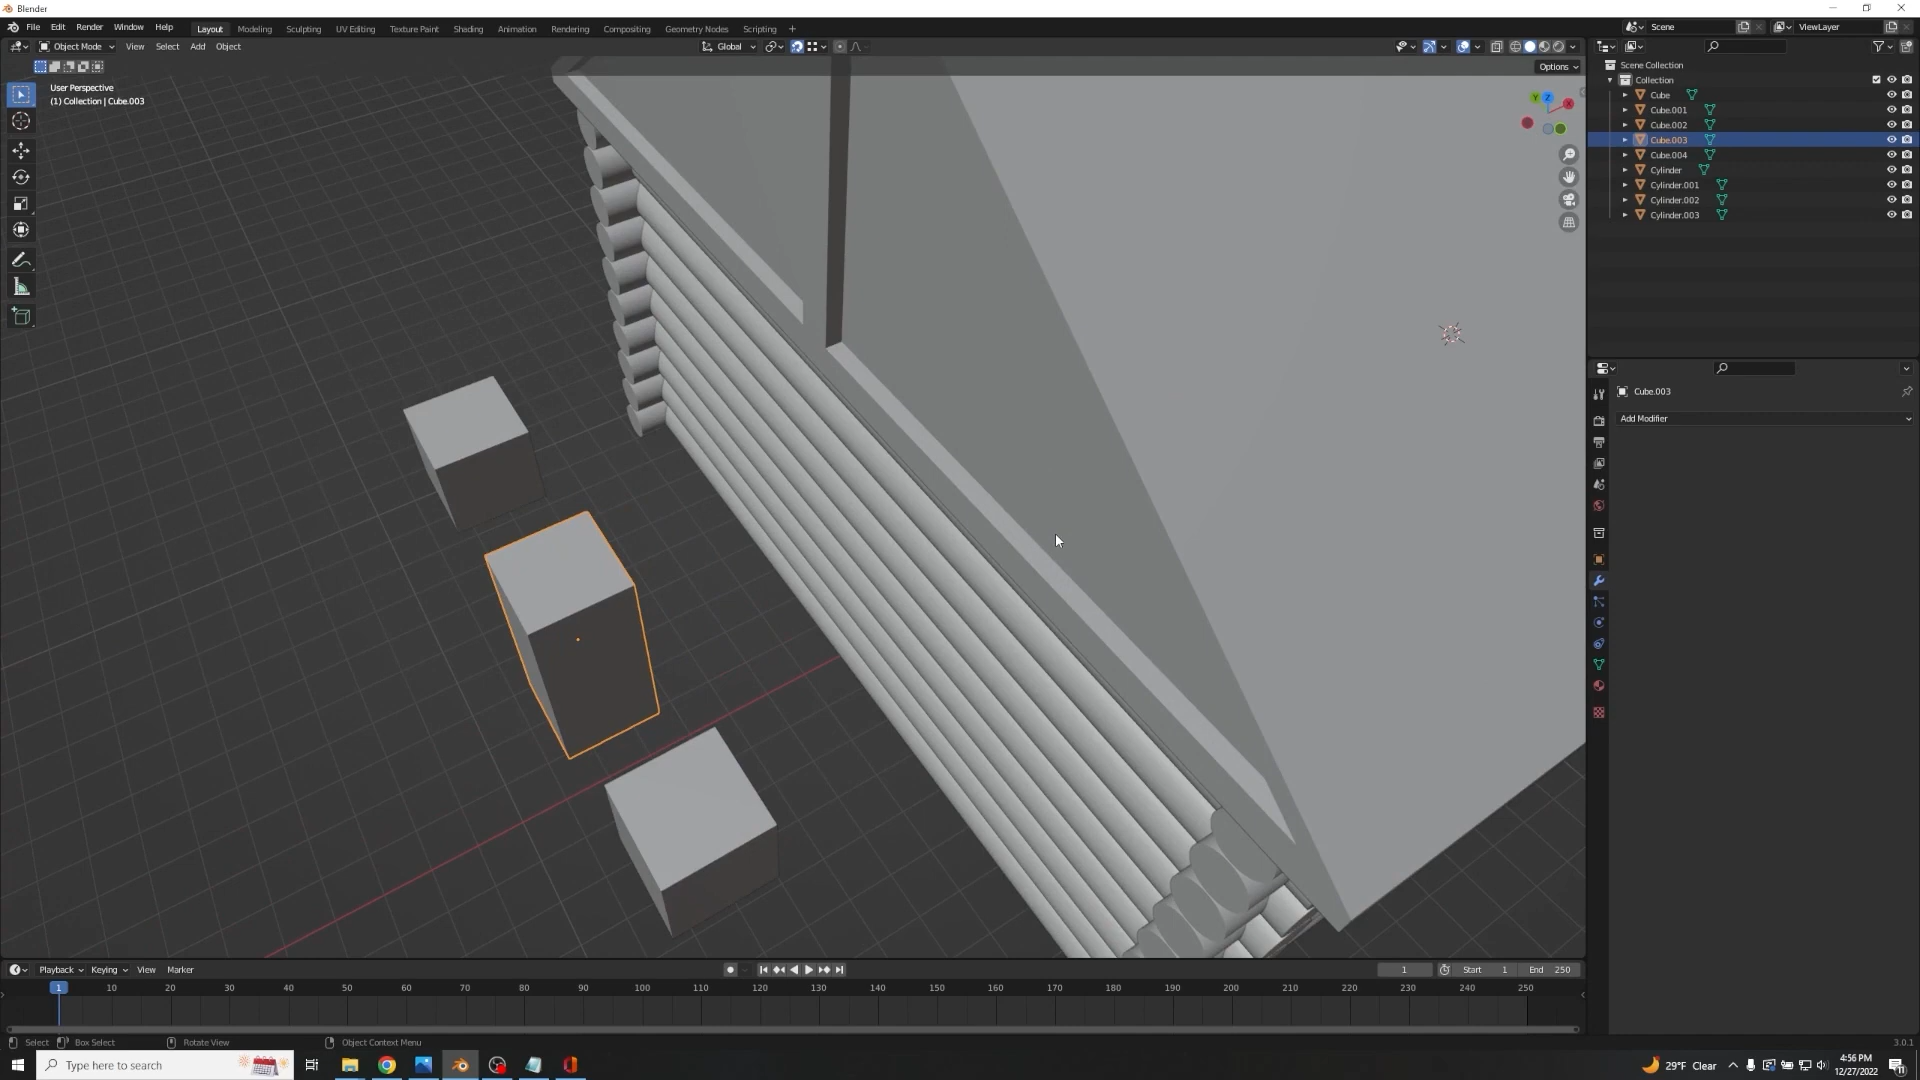 Blender
File Edit Render Window Help Layout Modeling Sculpting UV Editing Texture Paint Shading Animation Rendering Compositing Geometry Nodes Scripting + Scene ViewLayer
Object Mode View Select Add Object Global
Options
User Perspective
(1) Collection | Cube.003
Y Z X
Scene Collection
Collection
Cube
Cube.001
Cube.002
Cube.003
Cube.004
Cylinder
Cylinder.001
Cylinder.002
Cylinder.003
Cube.003
Add Modifier
Playback Keying View Marker 1 Start 1 End 250
1 10 20 30 40 50 60 70 80 90 100 110 120 130 140 150 160 170 180 190 200 210 220 230 240 250
Select Box Select Rotate View Object Context Menu 3.0.1
Type here to search 29°F Clear 4:56 PM
12/27/2022